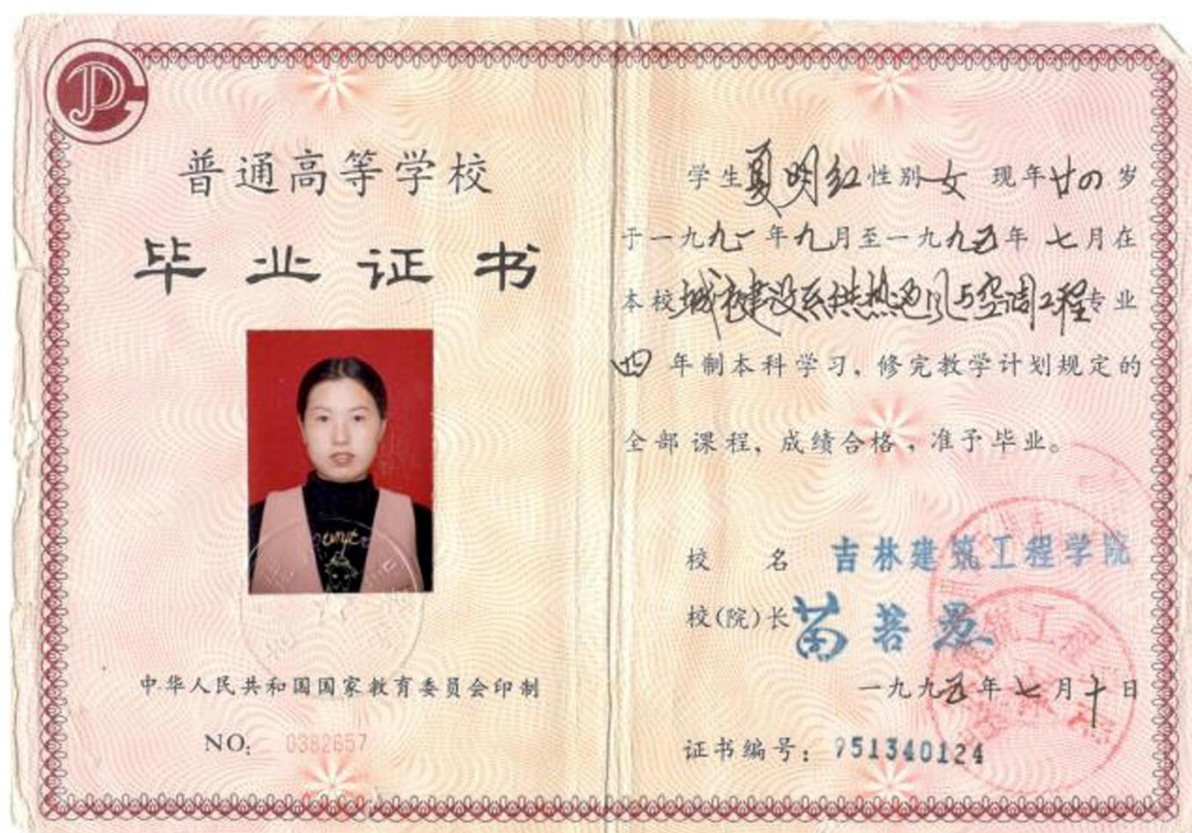 普通高等学校
毕业证书
中华人民共和国国家教育委员会印制
NO: 0382657
学生夏明红性别女 现年廿四岁
于一九九一年九月至一九九五年七月在
本校城市建设系供热通风与空调工程专业
四年制本科学习，修完教学计划规定的
全部课程，成绩合格，准予毕业。
校 名 吉林建筑工程学院
校(院)长 苗
一九九五年七月十日
证书编号：951340124